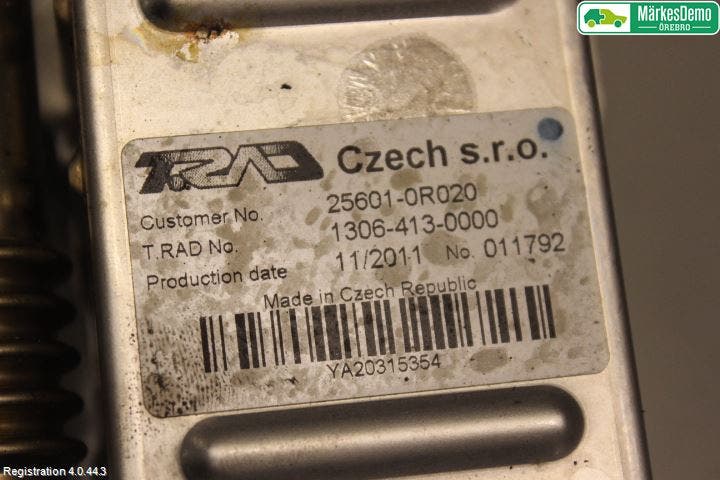 MärkesDemo
ÖREBRO
T.RAD Czech s.r.o.
Customer No. 25601-0R020
T.RAD No. 1306-413-0000
Production date 11/2011 No. 011792
Made in Czech Republic
YA20315354
Registration 4.0.44.3